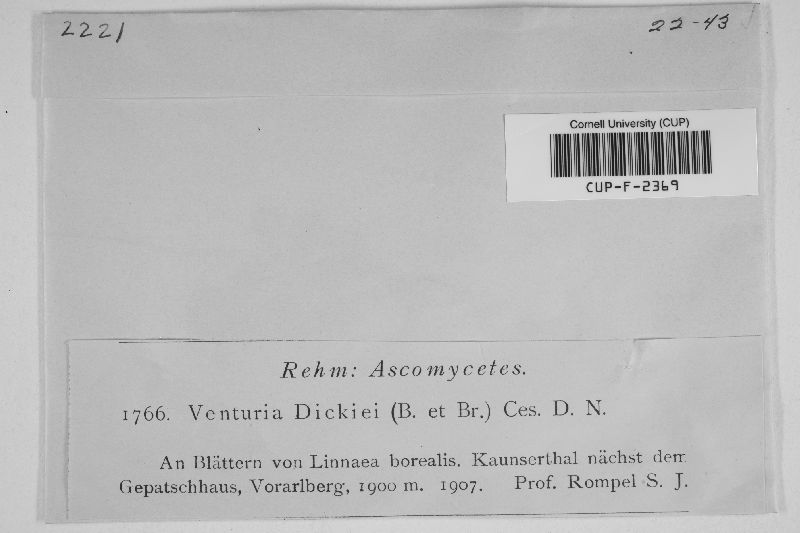 2221
22-43
Cornell University (CUP)
CUP-F-2369
Rehm: Ascomycetes.
1766. Venturia Dickiei (B. et Br.) Ces. D. N.
An Blättern von Linnaea borealis. Kaunserthal nächst dem
Gepatschhaus, Vorarlberg, 1900 m. 1907. Prof. Rompel S. J.